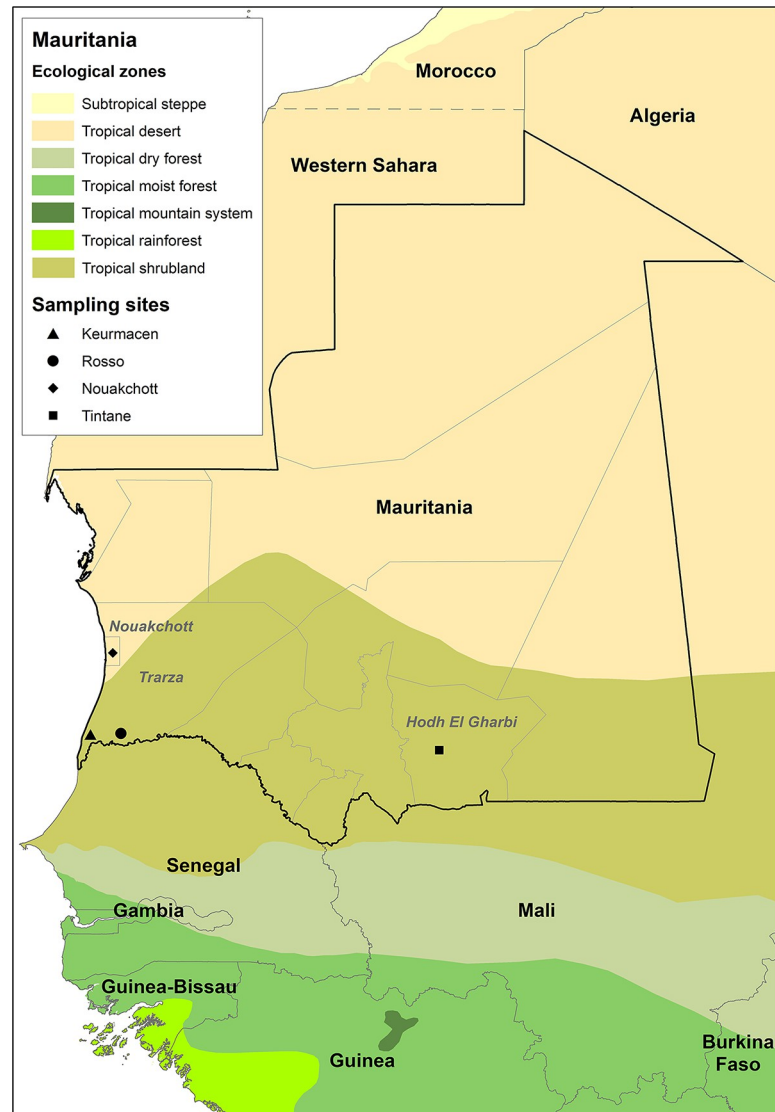 Mauritania
Ecological zones
Subtropical steppe
Tropical desert
Tropical dry forest
Tropical moist forest
Tropical mountain system
Tropical rainforest
Tropical shrubland
Sampling sites
Keurmacen
Rosso
Nouakchott
Tintane
Morocco
Algeria
Western Sahara
Mauritania
Nouakchott
Trarza
Hodh El Gharbi
Senegal
Gambia
Mali
Guinea-Bissau
Guinea
Burkina
Faso